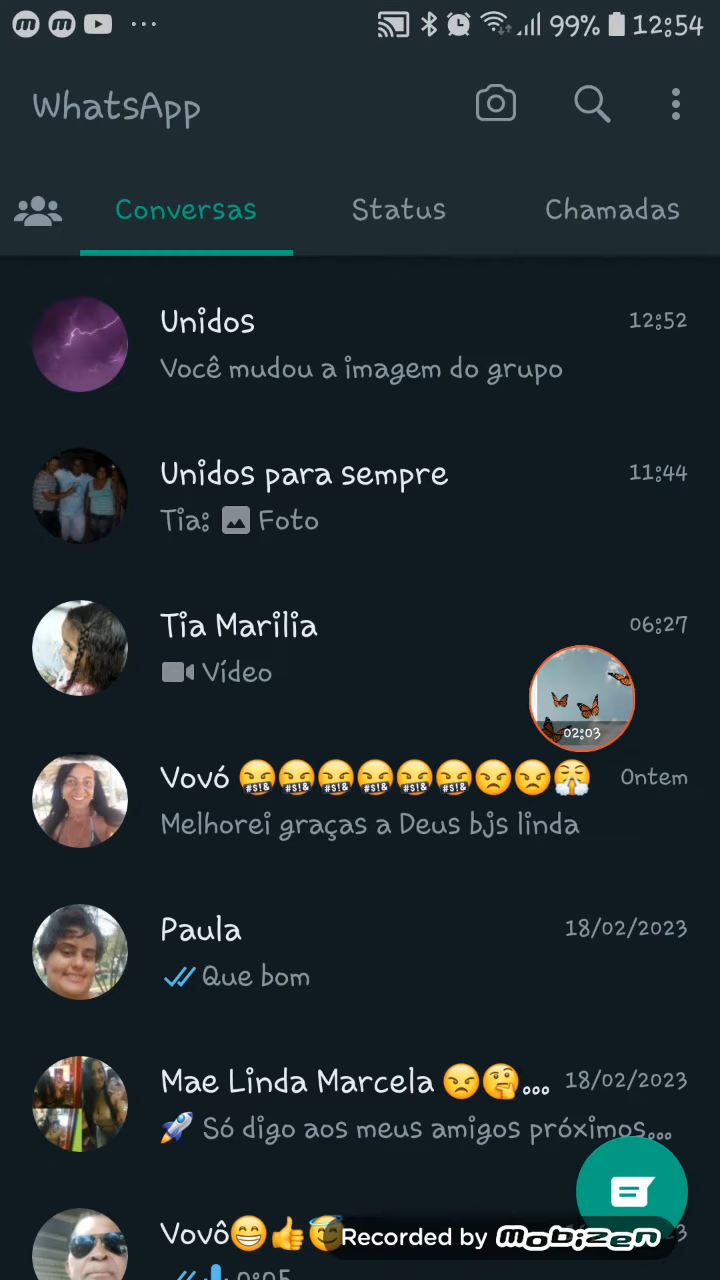 99% 12:54
WhatsApp
Conversas Status Chamadas
Unidos 12:52
Você mudou a imagem do grupo
Unidos para sempre 11:44
Tia: Foto
Tia Marilia 06:27
Vídeo
02:03
Vovó 🤬🤬🤬🤬🤬🤬😠😠😤 Ontem
Melhorei graças a Deus bjs linda
Paula 18/02/2023
Que bom
Mae Linda Marcela 😠🤔... 18/02/2023
🚀 Só digo aos meus amigos próximos...
Vovô😁👍😇
Recorded by mobizen
0:05